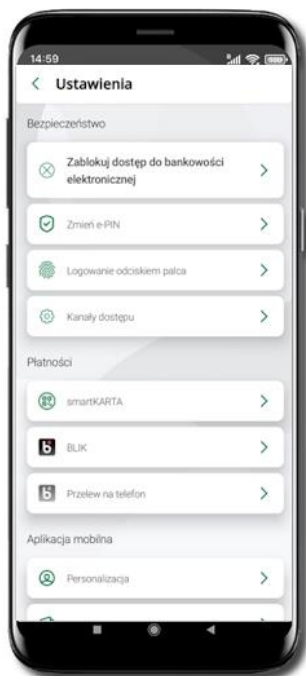 14:59
Ustawienia
Bezpieczeństwo
Zablokuj dostęp do bankowości
elektronicznej
Zmień e-PIN
Logowanie odciskiem palca
Kanały dostępu
Płatności
smartKARTA
BLIK
Przelew na telefon
Aplikacja mobilna
Personalizacja